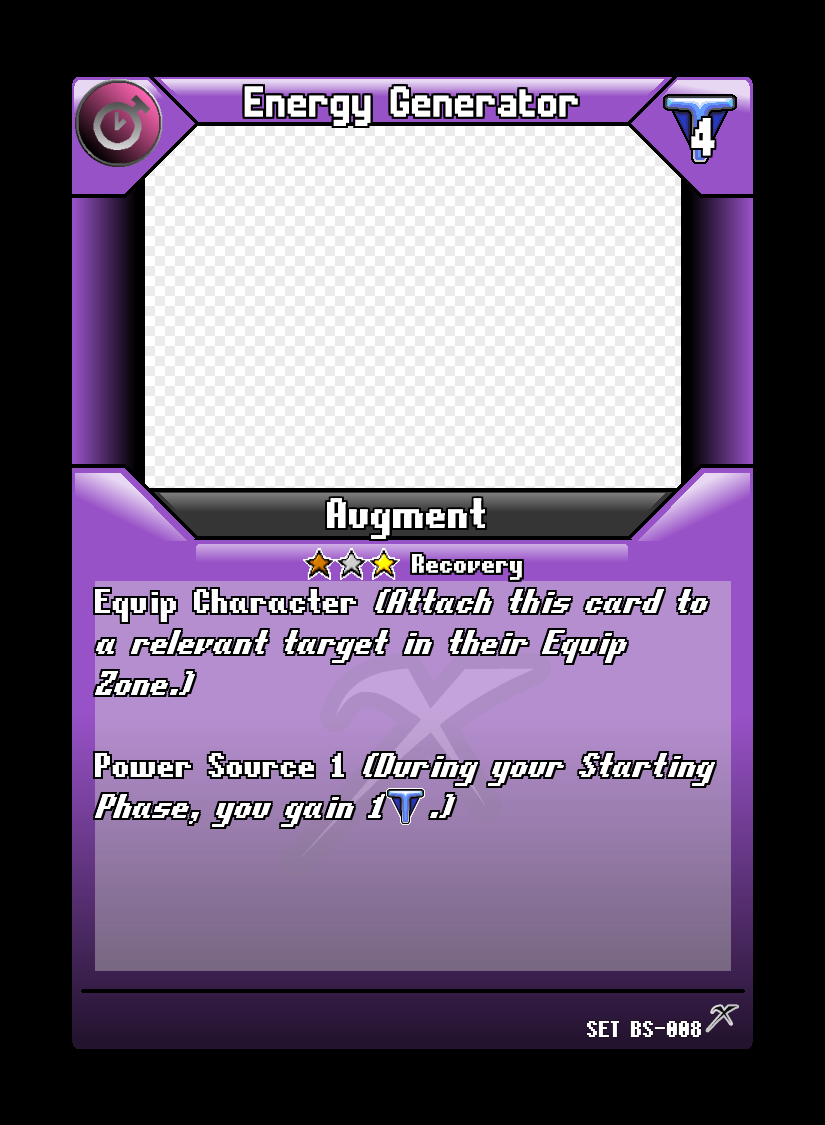 Energy Generator
4
Augment
Recovery
Equip Character (Attach this card to
a relevant target in their Equip
Zone.)
Power Source 1 (During your Starting
Phase, you gain 1T.)
SET BS-008